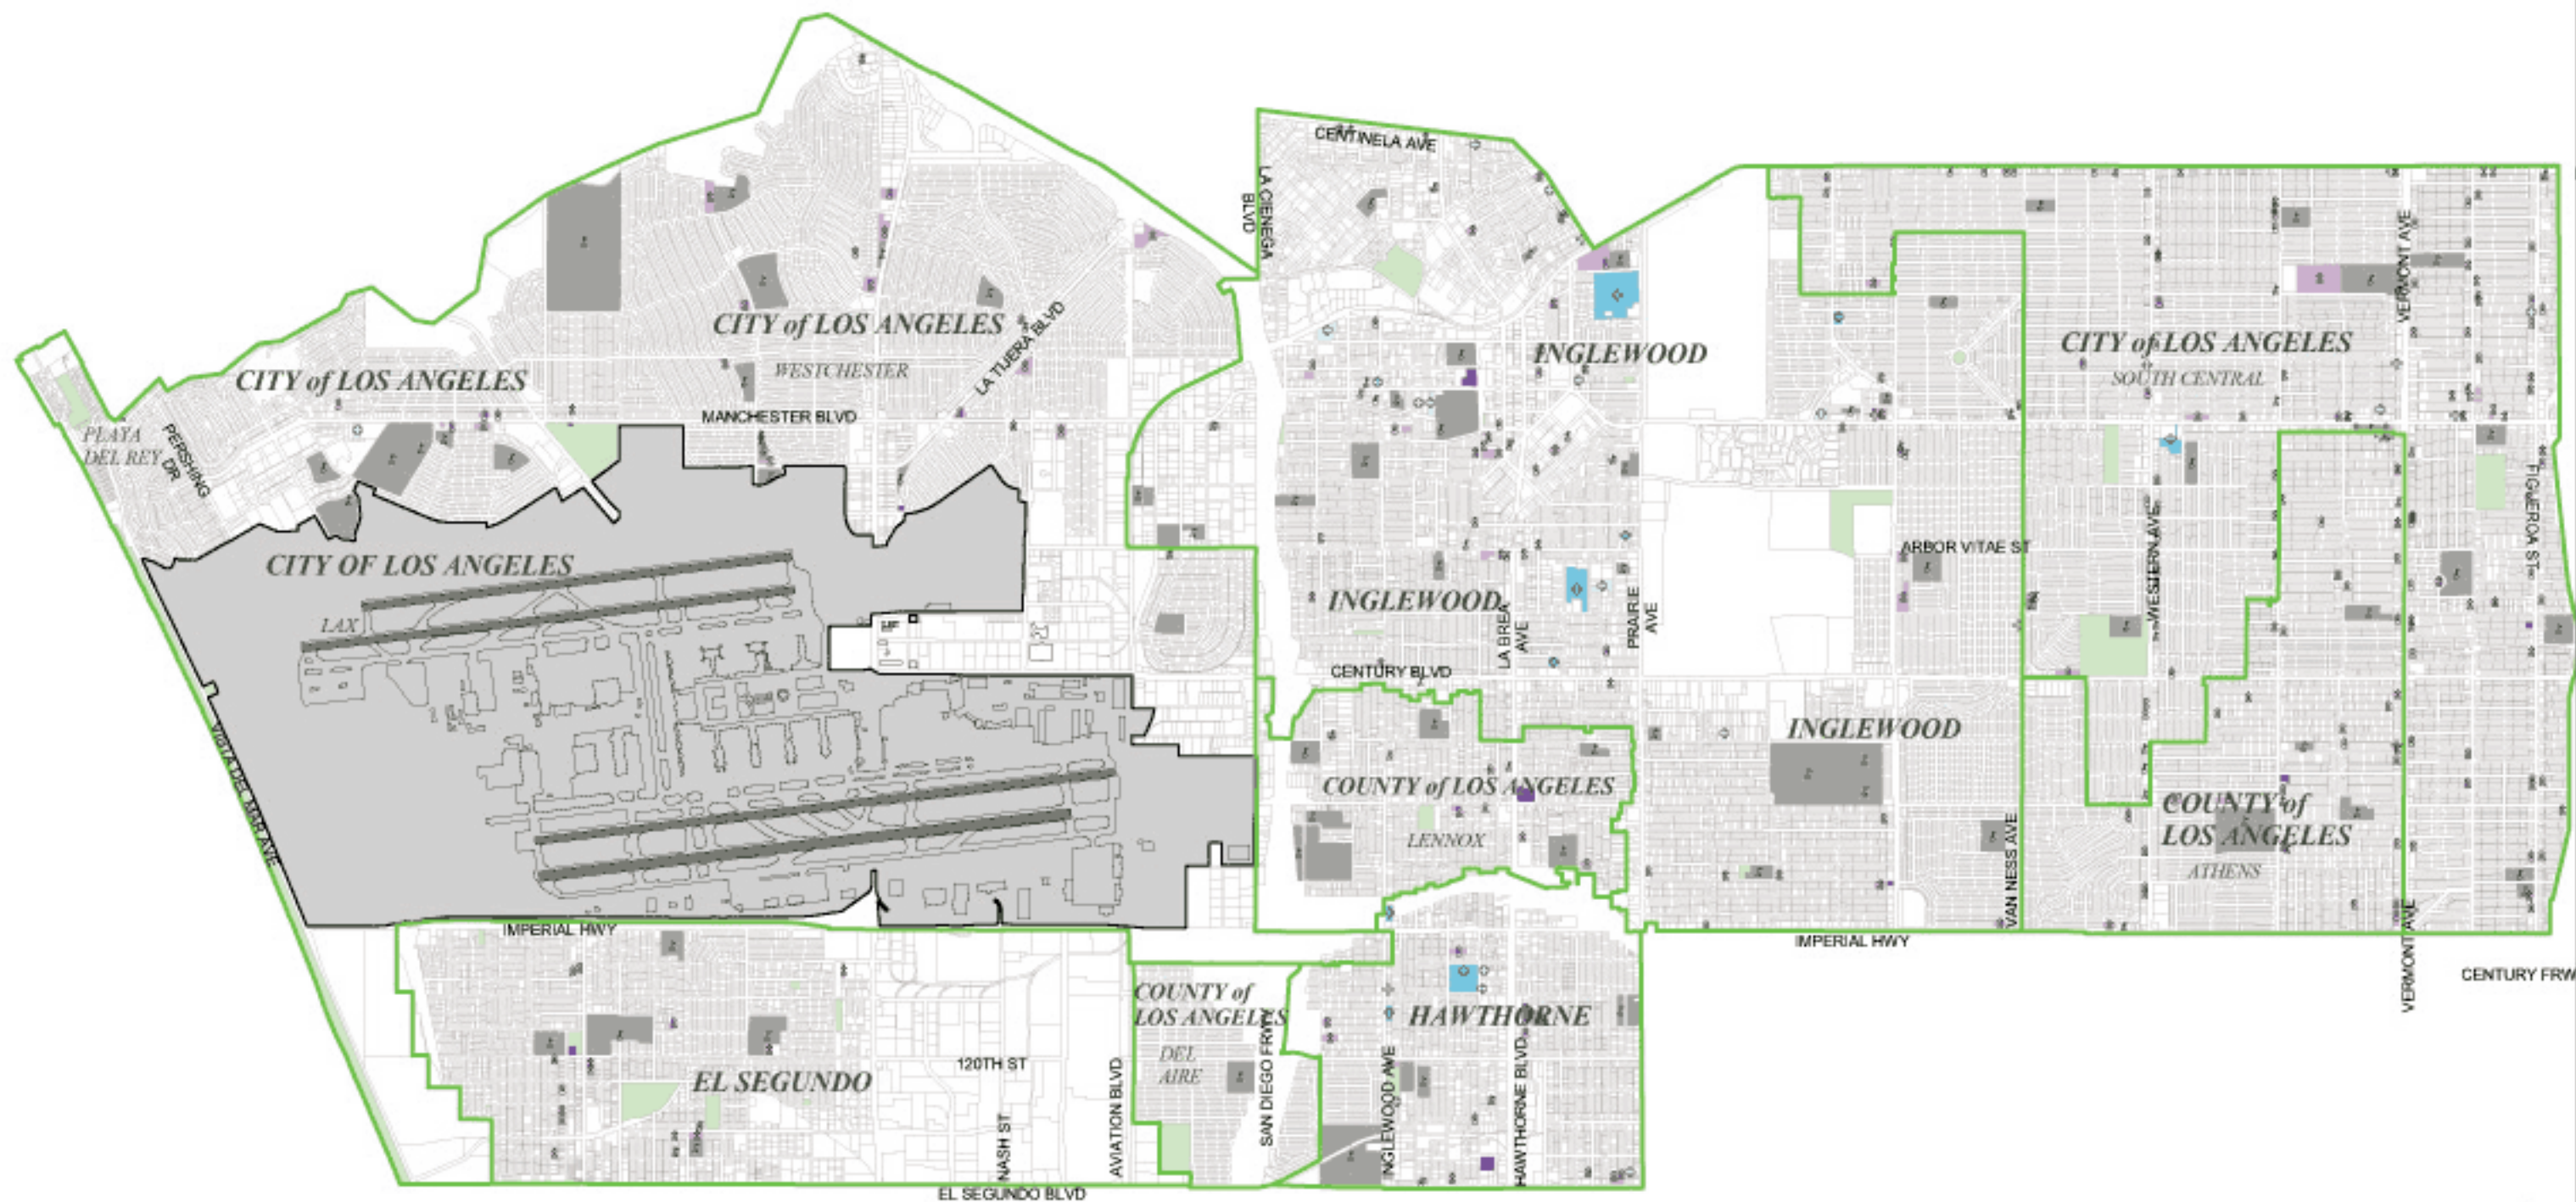 CENTINELA AVE
LA CIENEGA
BLVD
VERMONT AVE
CITY of LOS ANGELES
WESTCHESTER
LA TIJERA BLVD
INGLEWOOD
CITY of LOS ANGELES
SOUTH CENTRAL
CITY of LOS ANGELES
MANCHESTER BLVD
PLAYA
DEL REY
PERSHING
DR
FIGUEROA ST
CITY OF LOS ANGELES
LAX
ARBOR VITAE ST
WESTERN AVE
INGLEWOOD
LA BREA
AVE
PRAIRIE
AVE
CENTURY BLVD
INGLEWOOD
VISTA DEL MAR AVE
COUNTY of LOS ANGELES
LENNOX
COUNTY of
LOS ANGELES
ATHENS
VAN NESS AVE
IMPERIAL HWY
IMPERIAL HWY
VERMONT AVE
CENTURY FRW
COUNTY of
LOS ANGELES
DEL
AIRE
SAN DIEGO FRWY
HAWTHORNE
EL SEGUNDO
120TH ST
NASH ST
AVIATION BLVD
INGLEWOOD AVE
HAWTHORNE BLVD
EL SEGUNDO BLVD